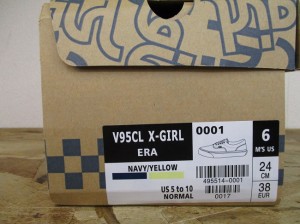 V95CL X-GIRL
0001
6
M'S US
ERA
NAVY/YELLOW
24
CM
495514-0001
US 5 to 10
NORMAL
0017
38
EUR